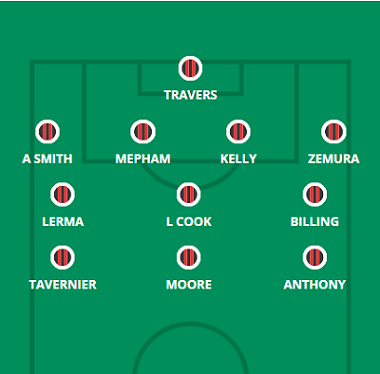 TRAVERS
A SMITH MEPHAM KELLY ZEMURA
LERMA L COOK BILLING
TAVERNIER MOORE ANTHONY